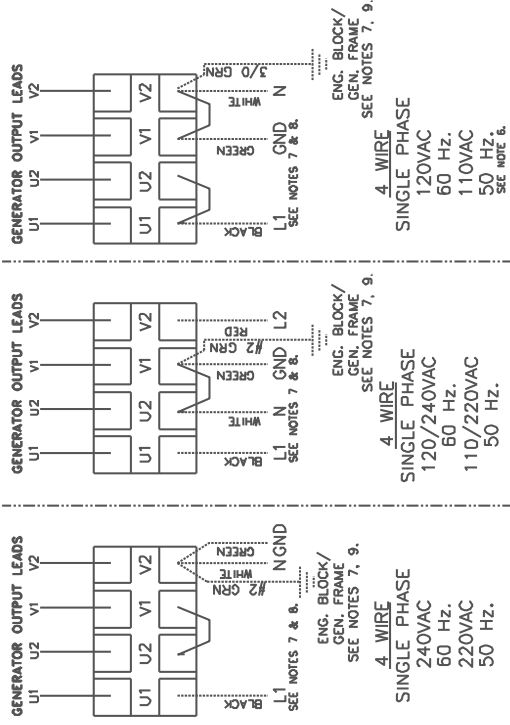 GENERATOR OUTPUT LEADS
U1 U2 V1 V2
U1 U2 V1 V2
BLACK
#2 GRN
WHITE
GREEN
L1 N GND
SEE NOTES 7 & 8.
ENG. BLOCK/
GEN. FRAME
SEE NOTES 7, 9.
4 WIRE
SINGLE PHASE
240VAC
60 Hz.
220VAC
50 Hz.
GENERATOR OUTPUT LEADS
U1 U2 V1 V2
U1 U2 V1 V2
BLACK
WHITE
GREEN
#2 GRN
RED
L1 N GND L2
SEE NOTES 7 & 8.
ENG. BLOCK/
GEN. FRAME
SEE NOTES 7, 9.
4 WIRE
SINGLE PHASE
120/240VAC
60 Hz.
110/220VAC
50 Hz.
GENERATOR OUTPUT LEADS
U1 U2 V1 V2
U1 U2 V1 V2
BLACK
GREEN
WHITE
3/0 GRN
L1 GND N
SEE NOTES 7 & 8.
ENG. BLOCK/
GEN. FRAME
SEE NOTES 7, 9.
4 WIRE
SINGLE PHASE
120VAC
60 Hz.
110VAC
50 Hz.
SEE NOTE 6.